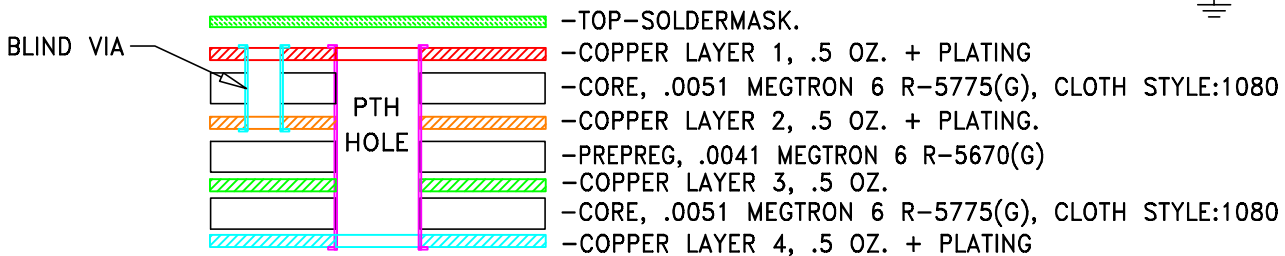 -TOP-SOLDERMASK.
BLIND VIA
-COPPER LAYER 1, .5 OZ. + PLATING
-CORE, .0051 MEGTRON 6 R-5775(G), CLOTH STYLE:1080
PTH
HOLE
-COPPER LAYER 2, .5 OZ. + PLATING.
-PREPREG, .0041 MEGTRON 6 R-5670(G)
-COPPER LAYER 3, .5 OZ.
-CORE, .0051 MEGTRON 6 R-5775(G), CLOTH STYLE:1080
-COPPER LAYER 4, .5 OZ. + PLATING